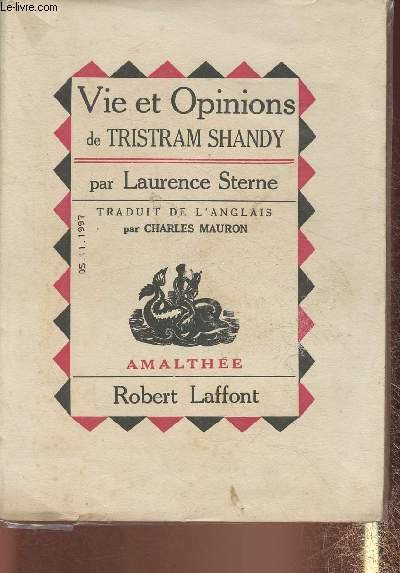 Le-livre.com
Vie et Opinions
de TRISTRAM SHANDY
par Laurence Sterne
TRADUIT DE L'ANGLAIS
par CHARLES MAURON
05.11.1997
AMALTHÉE
Robert Laffont